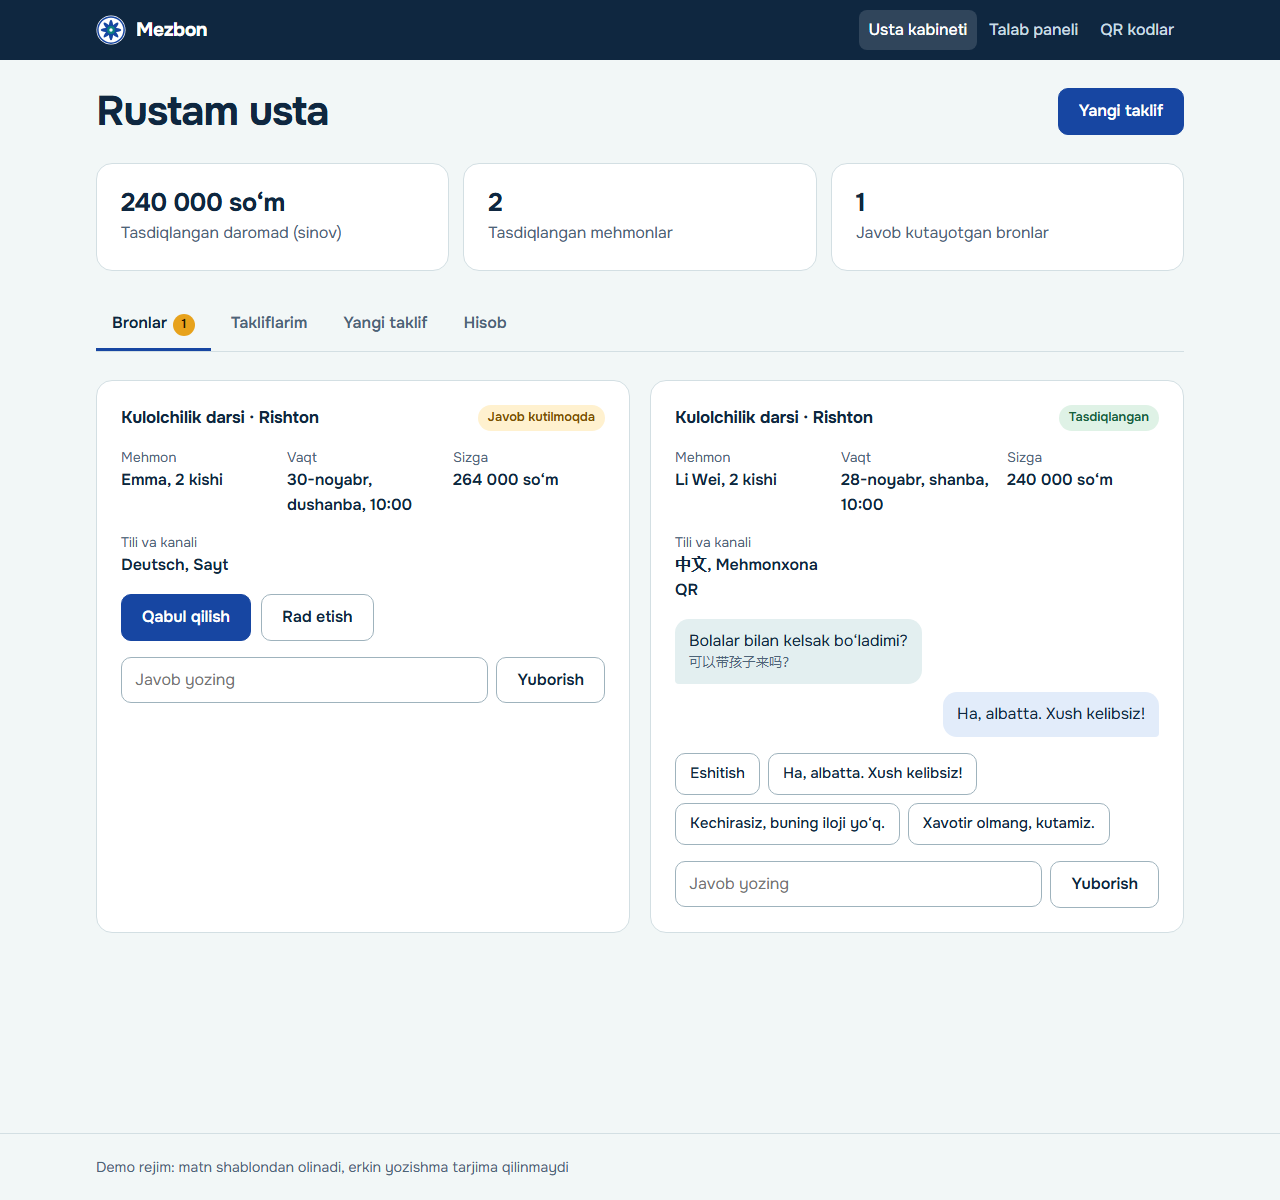 Mezbon
Usta kabineti
Talab paneli
QR kodlar
Rustam usta
Yangi taklif
240 000 so‘m
Tasdiqlangan daromad (sinov)
2
Tasdiqlangan mehmonlar
1
Javob kutayotgan bronlar
Bronlar 1
Takliflarim
Yangi taklif
Hisob
Kulolchilik darsi · Rishton
Javob kutilmoqda
Mehmon
Emma, 2 kishi
Vaqt
30-noyabr,
dushanba, 10:00
Sizga
264 000 so‘m
Tili va kanali
Deutsch, Sayt
Qabul qilish
Rad etish
Javob yozing
Yuborish
Kulolchilik darsi · Rishton
Tasdiqlangan
Mehmon
Li Wei, 2 kishi
Vaqt
28-noyabr, shanba,
10:00
Sizga
240 000 so‘m
Tili va kanali
中文, Mehmonxona
QR
Bolalar bilan kelsak bo‘ladimi?
可以带孩子来吗？
Ha, albatta. Xush kelibsiz!
Eshitish
Ha, albatta. Xush kelibsiz!
Kechirasiz, buning iloji yo‘q.
Xavotir olmang, kutamiz.
Javob yozing
Yuborish
Demo rejim: matn shablondan olinadi, erkin yozishma tarjima qilinmaydi